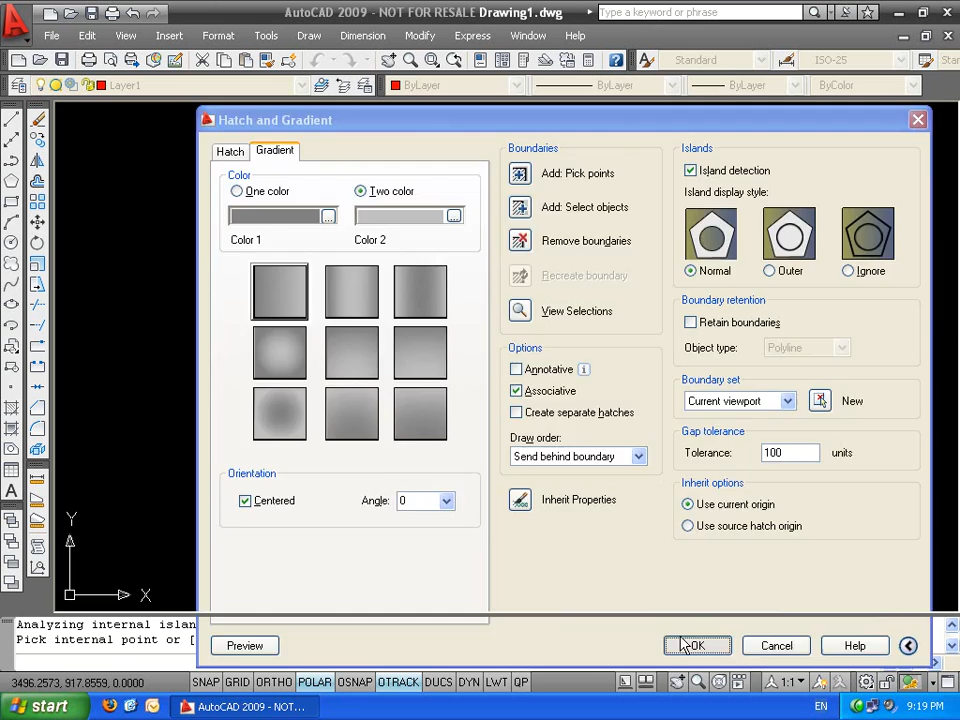 AutoCAD 2009 - NOT FOR RESALE Drawing1.dwg
Type a keyword or phrase
File Edit View Insert Format Tools Draw Dimension Modify Express Window Help
Standard ISO-25
Layer1 ByLayer ByLayer ByLayer ByColor
Hatch and Gradient
Hatch Gradient
Color
One color Two color
Color 1 Color 2
Orientation
Centered Angle: 0
Boundaries
Add: Pick points
Add: Select objects
Remove boundaries
Recreate boundary
View Selections
Options
Annotative
Associative
Create separate hatches
Draw order:
Send behind boundary
Inherit Properties
Islands
Island detection
Island display style:
Normal Outer Ignore
Boundary retention
Retain boundaries
Object type: Polyline
Boundary set
Current viewport New
Gap tolerance
Tolerance: 100 units
Inherit options
Use current origin
Use source hatch origin
Y
X
Analyzing internal islan
Pick internal point or [
Preview OK Cancel Help
3496.2573, 917.8559, 0.0000 SNAP GRID ORTHO POLAR OSNAP OTRACK DUCS DYN LWT QP 1:1
start AutoCAD 2009 - NOT... EN 9:19 PM